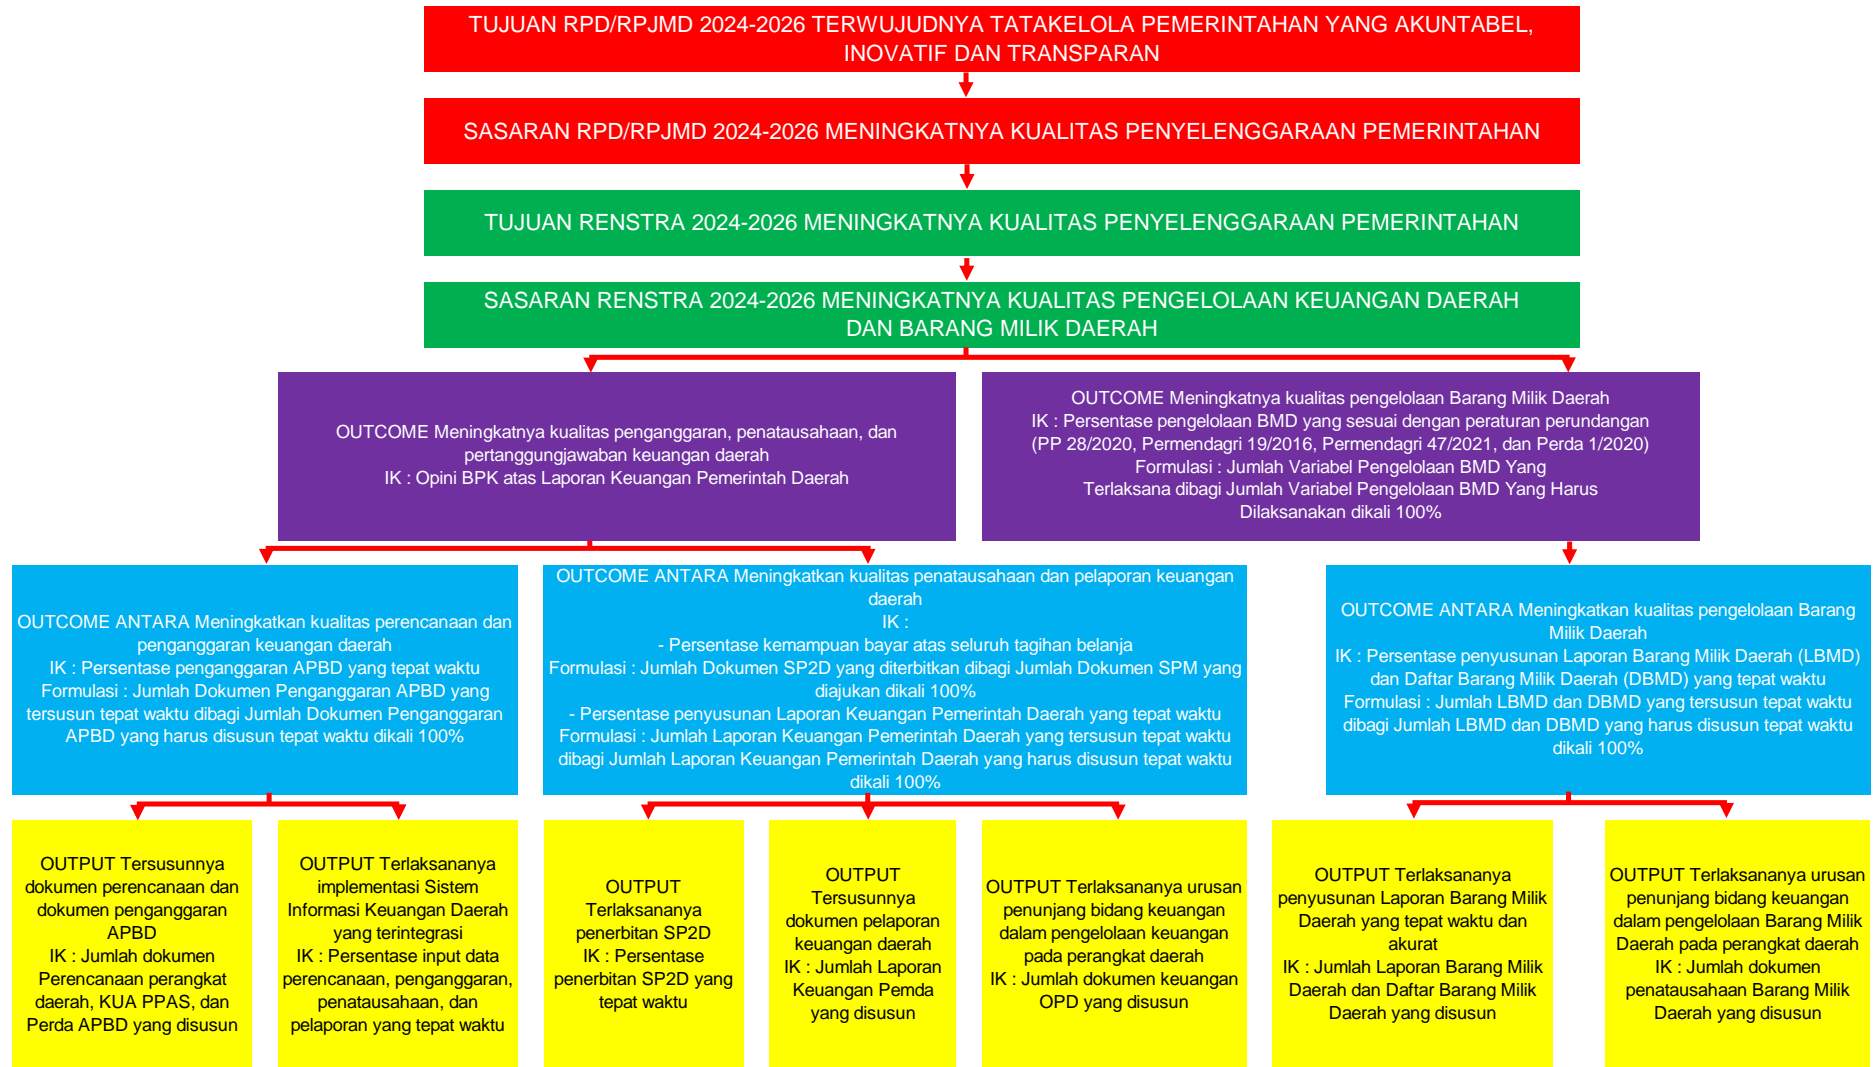 TUJUAN RPD/RPJMD 2024-2026 TERWUJUDNYA TATAKELOLA PEMERINTAHAN YANG AKUNTABEL,
INOVATIF DAN TRANSPARAN
SASARAN RPD/RPJMD 2024-2026 MENINGKATNYA KUALITAS PENYELENGGARAAN PEMERINTAHAN
TUJUAN RENSTRA 2024-2026 MENINGKATNYA KUALITAS PENYELENGGARAAN PEMERINTAHAN
SASARAN RENSTRA 2024-2026 MENINGKATNYA KUALITAS PENGELOLAAN KEUANGAN DAERAH
DAN BARANG MILIK DAERAH
OUTCOME Meningkatnya kualitas penganggaran, penatausahaan, dan
pertanggungjawaban keuangan daerah
IK : Opini BPK atas Laporan Keuangan Pemerintah Daerah
OUTCOME Meningkatnya kualitas pengelolaan Barang Milik Daerah
IK : Persentase pengelolaan BMD yang sesuai dengan peraturan perundangan
(PP 28/2020, Permendagri 19/2016, Permendagri 47/2021, dan Perda 1/2020)
Formulasi : Jumlah Variabel Pengelolaan BMD Yang
Terlaksana dibagi Jumlah Variabel Pengelolaan BMD Yang Harus
Dilaksanakan dikali 100%
OUTCOME ANTARA Meningkatkan kualitas perencanaan dan
penganggaran keuangan daerah
IK : Persentase penganggaran APBD yang tepat waktu
Formulasi : Jumlah Dokumen Penganggaran APBD yang
tersusun tepat waktu dibagi Jumlah Dokumen Penganggaran
APBD yang harus disusun tepat waktu dikali 100%
OUTCOME ANTARA Meningkatkan kualitas penatausahaan dan pelaporan keuangan
daerah
IK :
- Persentase kemampuan bayar atas seluruh tagihan belanja
Formulasi : Jumlah Dokumen SP2D yang diterbitkan dibagi Jumlah Dokumen SPM yang
diajukan dikali 100%
- Persentase penyusunan Laporan Keuangan Pemerintah Daerah yang tepat waktu
Formulasi : Jumlah Laporan Keuangan Pemerintah Daerah yang tersusun tepat waktu
dibagi Jumlah Laporan Keuangan Pemerintah Daerah yang harus disusun tepat waktu
dikali 100%
OUTCOME ANTARA Meningkatkan kualitas pengelolaan Barang
Milik Daerah
IK : Persentase penyusunan Laporan Barang Milik Daerah (LBMD)
dan Daftar Barang Milik Daerah (DBMD) yang tepat waktu
Formulasi : Jumlah LBMD dan DBMD yang tersusun tepat waktu
dibagi Jumlah LBMD dan DBMD yang harus disusun tepat waktu
dikali 100%
OUTPUT Tersusunnya
dokumen perencanaan dan
dokumen penganggaran
APBD
IK : Jumlah dokumen
Perencanaan perangkat
daerah, KUA PPAS, dan
Perda APBD yang disusun
OUTPUT Terlaksananya
implementasi Sistem
Informasi Keuangan Daerah
yang terintegrasi
IK : Persentase input data
perencanaan, penganggaran,
penatausahaan, dan
pelaporan yang tepat waktu
OUTPUT
Terlaksananya
penerbitan SP2D
IK : Persentase
penerbitan SP2D yang
tepat waktu
OUTPUT
Tersusunnya
dokumen pelaporan
keuangan daerah
IK : Jumlah Laporan
Keuangan Pemda
yang disusun
OUTPUT Terlaksananya urusan
penunjang bidang keuangan
dalam pengelolaan keuangan
pada perangkat daerah
IK : Jumlah dokumen keuangan
OPD yang disusun
OUTPUT Terlaksananya
penyusunan Laporan Barang Milik
Daerah yang tepat waktu dan
akurat
IK : Jumlah Laporan Barang Milik
Daerah dan Daftar Barang Milik
Daerah yang disusun
OUTPUT Terlaksananya urusan
penunjang bidang keuangan
dalam pengelolaan Barang Milik
Daerah pada perangkat daerah
IK : Jumlah dokumen
penatausahaan Barang Milik
Daerah yang disusun